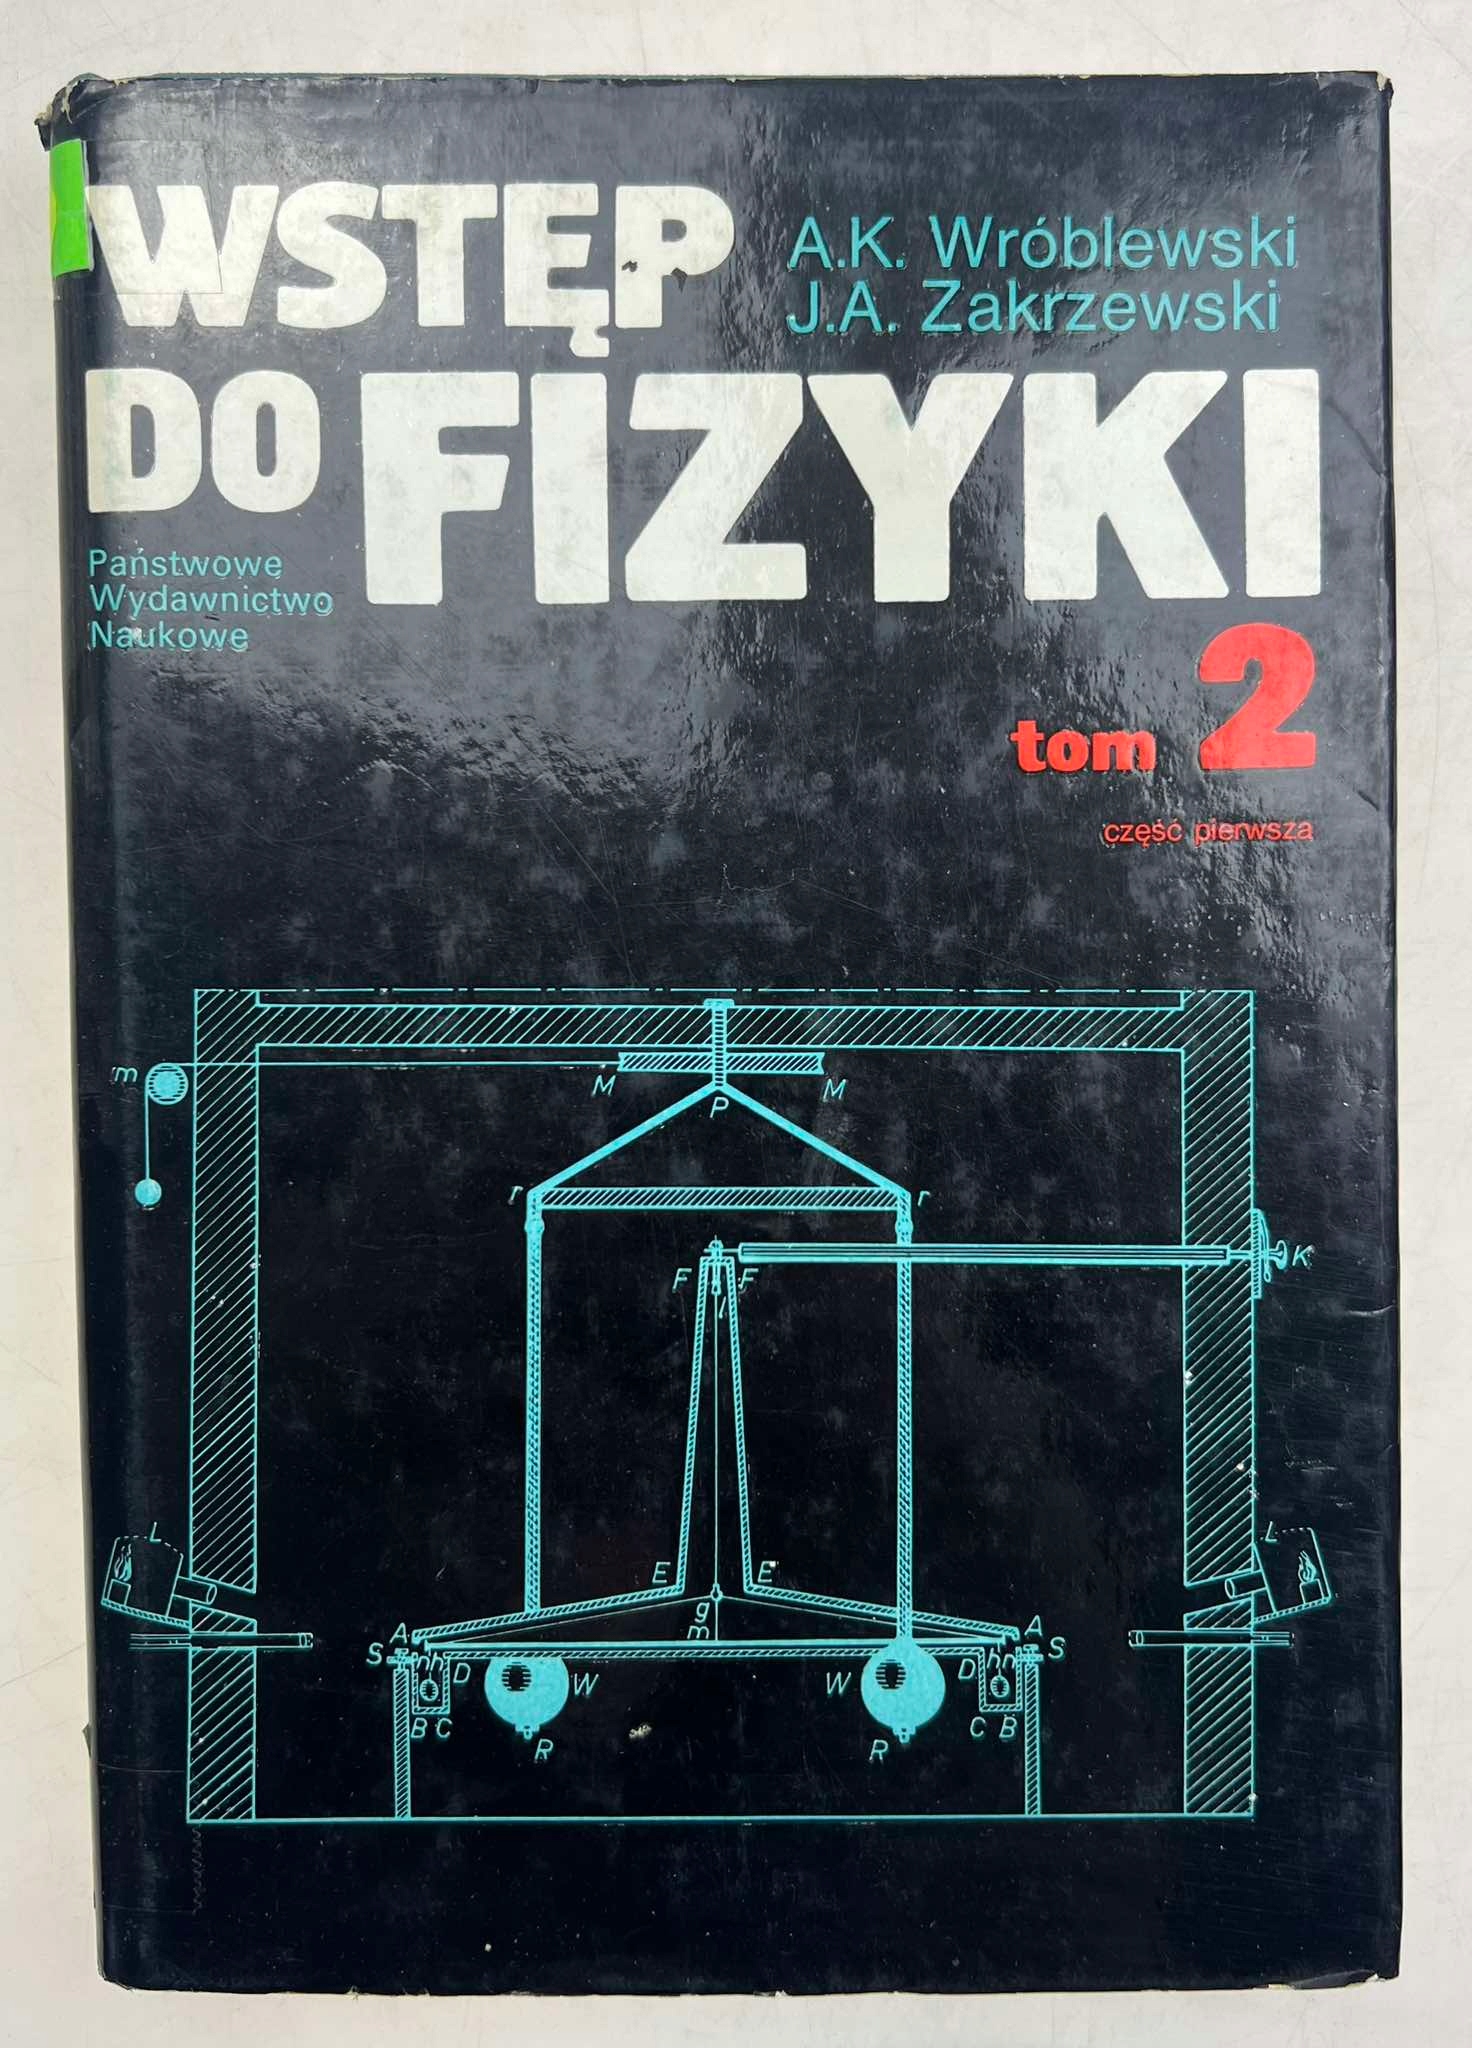 WSTĘP
A.K. Wróblewski
J.A. Zakrzewski
DO FIZYKI
Państwowe
Wydawnictwo
Naukowe
tom 2
część pierwsza
m
M M
P
r r
F F K
l
L L
E E
g
m
A A
S S
n h h n
D D
W W
B C C B
R R